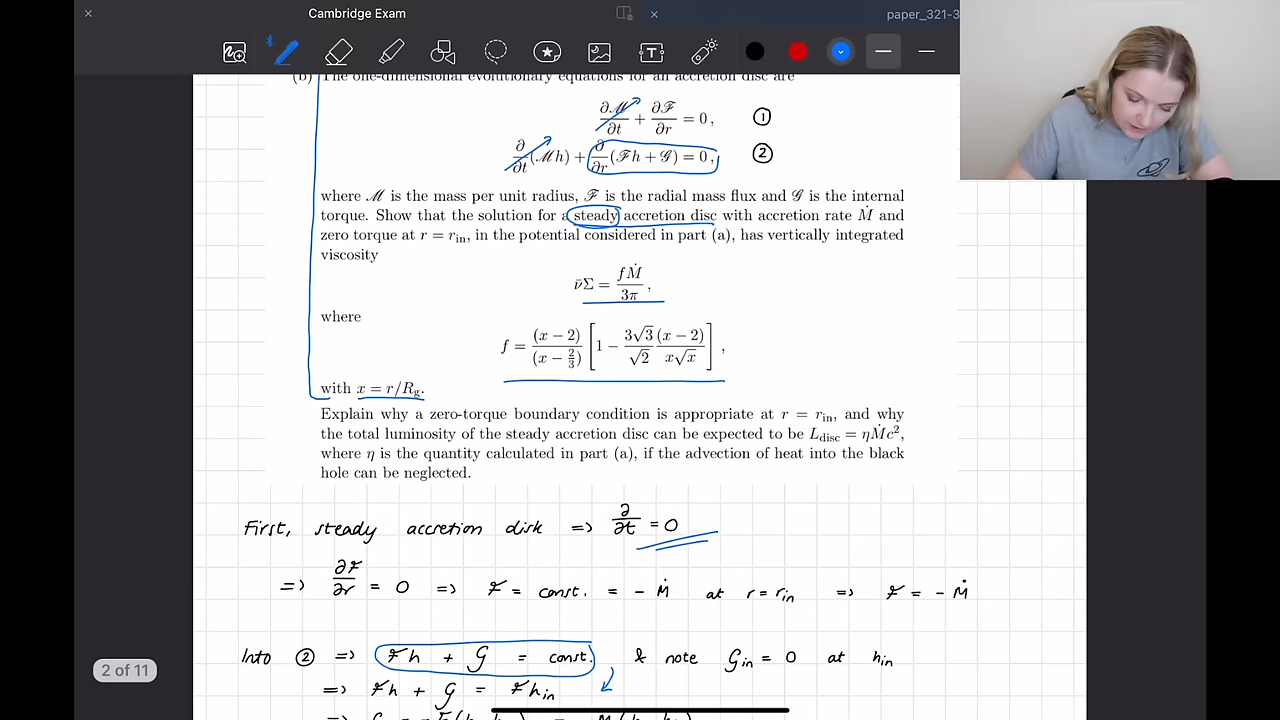 Cambridge Exam
paper_321-3
(b) The one-dimensional evolutionary equations for an accretion disc are
∂ℳ/∂t + ∂ℱ/∂r = 0, ①
∂/∂t(ℳh) + ∂/∂r(ℱh + 𝒢) = 0, ②
where ℳ is the mass per unit radius, ℱ is the radial mass flux and 𝒢 is the internal
torque. Show that the solution for a steady accretion disc with accretion rate Ṁ and
zero torque at r = r_in, in the potential considered in part (a), has vertically integrated
viscosity
ν̄Σ = fṀ/3π,
where
f = (x − 2)/(x − 2/3) [1 − 3√3/√2 (x − 2)/x√x],
with x = r/R_g.
Explain why a zero-torque boundary condition is appropriate at r = r_in, and why
the total luminosity of the steady accretion disc can be expected to be L_disc = ηṀc²,
where η is the quantity calculated in part (a), if the advection of heat into the black
hole can be neglected.
First, steady accretion disk => ∂/∂t = 0
=> ∂ℱ/∂r = 0 => ℱ = const. = - Ṁ at r = r_in => ℱ = - Ṁ
Into ② => ℱh + 𝒢 = const. & note 𝒢_in = 0 at h_in
=> ℱh + 𝒢 = ℱh_in
2 of 11